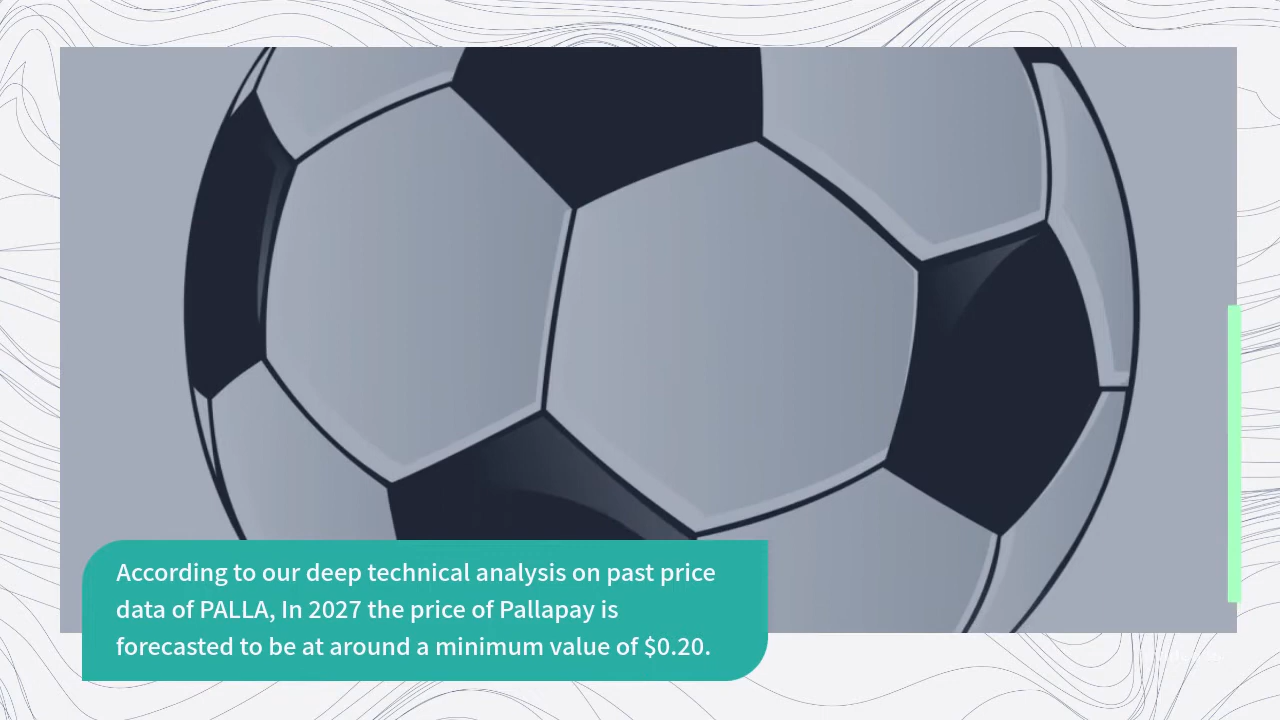 According to our deep technical analysis on past price
data of PALLA, In 2027 the price of Pallapay is
forecasted to be at around a minimum value of $0.20.